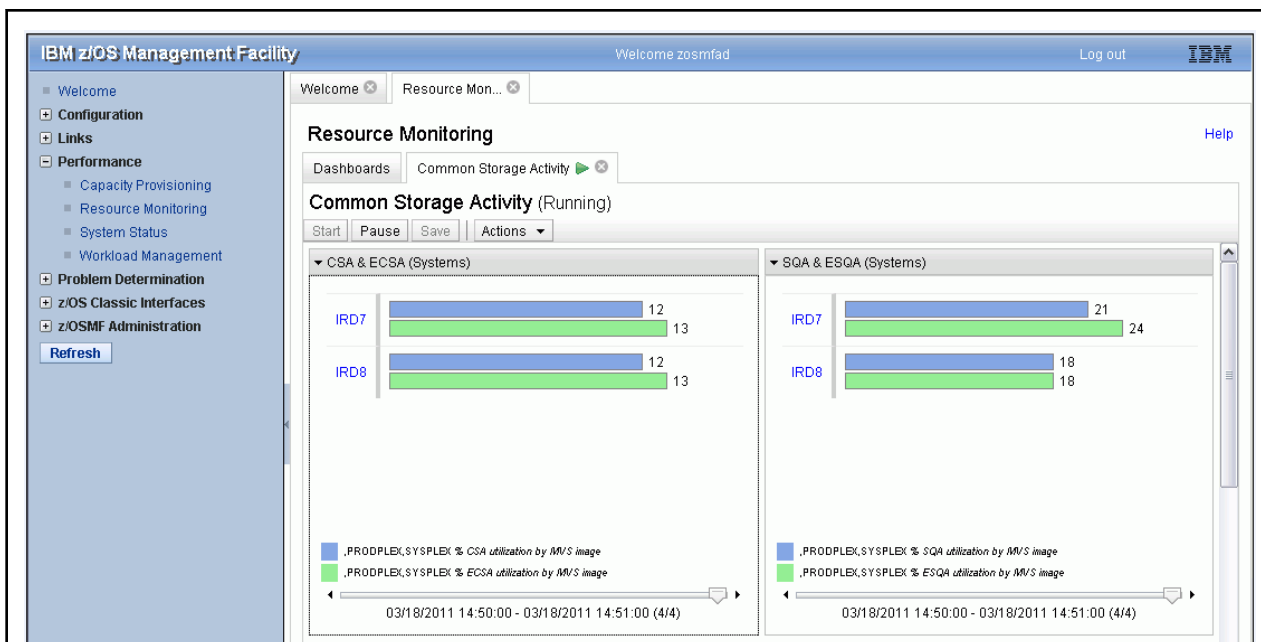 IBM z/OS Management Facility
Welcome zosmfad
Log out
IBM
Welcome
Configuration
Links
Performance
Capacity Provisioning
Resource Monitoring
System Status
Workload Management
Problem Determination
z/OS Classic Interfaces
z/OSMF Administration
Refresh
Welcome
Resource Mon...
Resource Monitoring
Help
Dashboards
Common Storage Activity
Common Storage Activity (Running)
Start
Pause
Save
Actions
CSA & ECSA (Systems)
IRD7
12
13
IRD8
12
13
,PRODPLEX,SYSPLEX % CSA utilization by MVS image
,PRODPLEX,SYSPLEX % ECSA utilization by MVS image
03/18/2011 14:50:00 - 03/18/2011 14:51:00 (4/4)
SQA & ESQA (Systems)
IRD7
21
24
IRD8
18
18
,PRODPLEX,SYSPLEX % SQA utilization by MVS image
,PRODPLEX,SYSPLEX % ESQA utilization by MVS image
03/18/2011 14:50:00 - 03/18/2011 14:51:00 (4/4)